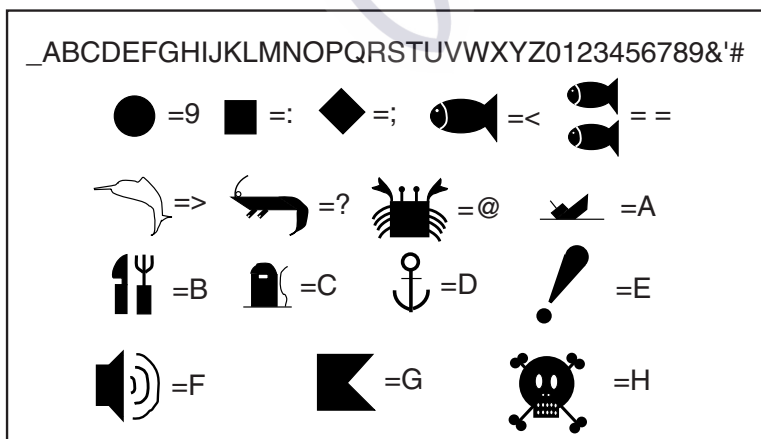 _ABCDEFGHIJKLMNOPQRSTUVWXYZ0123456789&'#
=9 =: =; =< = =
=> =? =@ =A
=B =C =D =E
=F =G =H